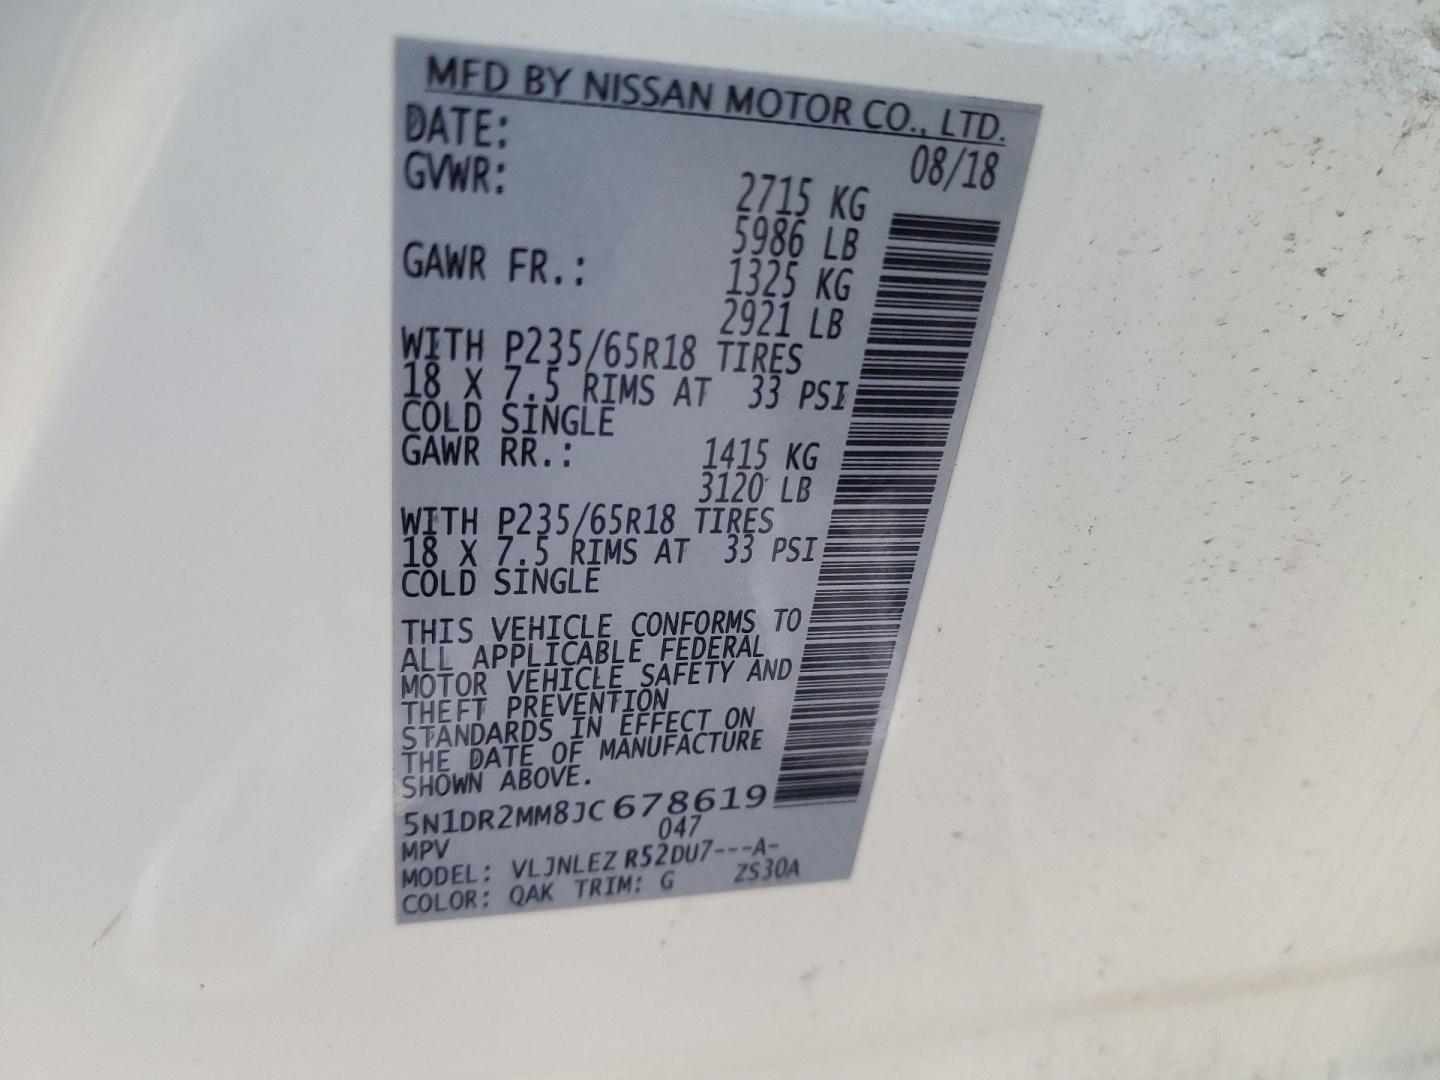 MFD BY NISSAN MOTOR CO., LTD.
DATE: 08/18
GVWR: 2715 KG
5986 LB
GAWR FR.: 1325 KG
2921 LB
WITH P235/65R18 TIRES
18 X 7.5 RIMS AT 33 PSI
COLD SINGLE
GAWR RR.: 1415 KG
3120 LB
WITH P235/65R18 TIRES
18 X 7.5 RIMS AT 33 PSI
COLD SINGLE
THIS VEHICLE CONFORMS TO
ALL APPLICABLE FEDERAL
MOTOR VEHICLE SAFETY AND
THEFT PREVENTION
STANDARDS IN EFFECT ON
THE DATE OF MANUFACTURE
SHOWN ABOVE.
5N1DR2MM8JC678619
MPV 047
MODEL: VLJNLEZ R52DU7---A-
COLOR: QAK TRIM: G ZS30A